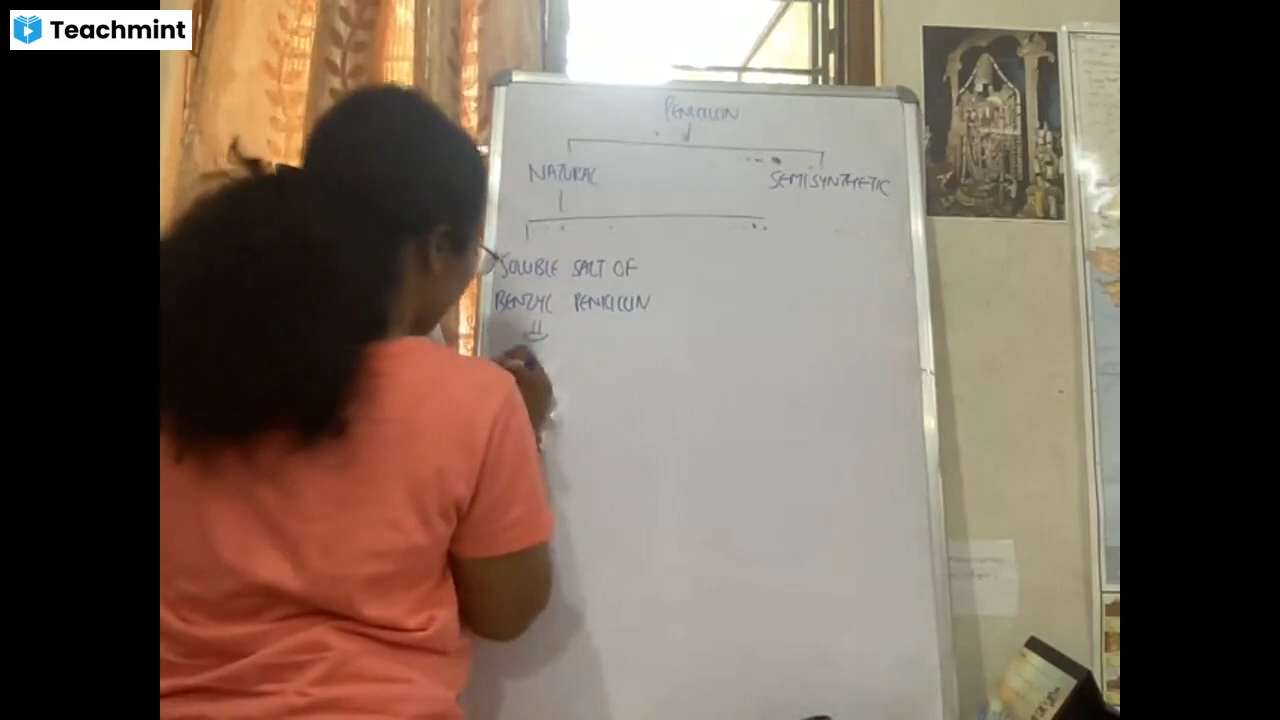 Teachmint
PENICILLIN
NATURAL
SEMISYNTHETIC
SOLUBLE SALT OF
BENZYL PENICILLIN